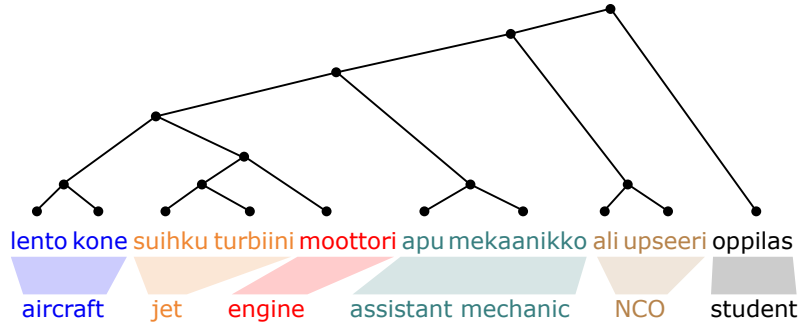 lento kone suihku turbiini moottori apu mekaanikko ali upseeri oppilas
aircraft jet engine assistant mechanic NCO student